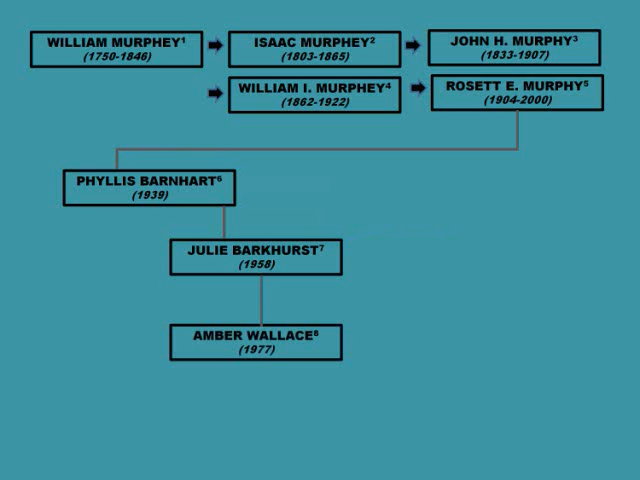 WILLIAM MURPHEY¹
(1750-1846)
ISAAC MURPHEY²
(1803-1865)
JOHN H. MURPHY³
(1833-1907)
WILLIAM I. MURPHEY⁴
(1862-1922)
ROSETT E. MURPHY⁵
(1904-2000)
PHYLLIS BARNHART⁶
(1939)
JULIE BARKHURST⁷
(1958)
AMBER WALLACE⁸
(1977)